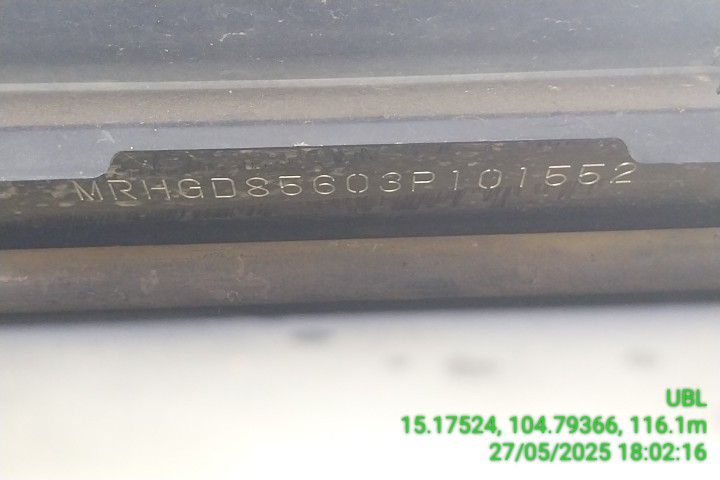 MRHGD85603P101552
UBL
15.17524, 104.79366, 116.1m
27/05/2025 18:02:16